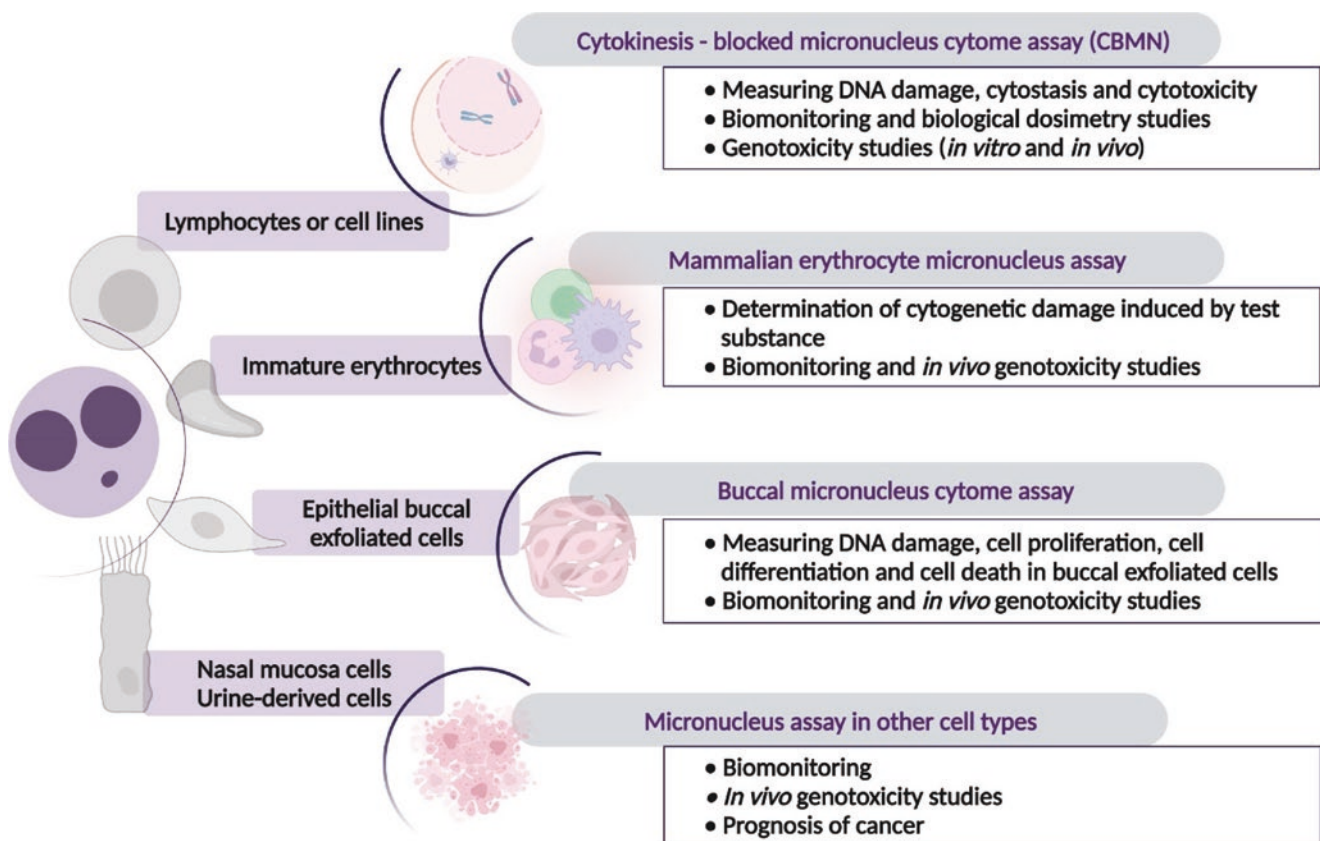 Cytokinesis - blocked micronucleus cytome assay (CBMN)
• Measuring DNA damage, cytostasis and cytotoxicity
• Biomonitoring and biological dosimetry studies
• Genotoxicity studies (in vitro and in vivo)
Lymphocytes or cell lines
Mammalian erythrocyte micronucleus assay
• Determination of cytogenetic damage induced by test
substance
• Biomonitoring and in vivo genotoxicity studies
Immature erythrocytes
Buccal micronucleus cytome assay
• Measuring DNA damage, cell proliferation, cell
differentiation and cell death in buccal exfoliated cells
• Biomonitoring and in vivo genotoxicity studies
Epithelial buccal
exfoliated cells
Nasal mucosa cells
Urine-derived cells
Micronucleus assay in other cell types
• Biomonitoring
• In vivo genotoxicity studies
• Prognosis of cancer